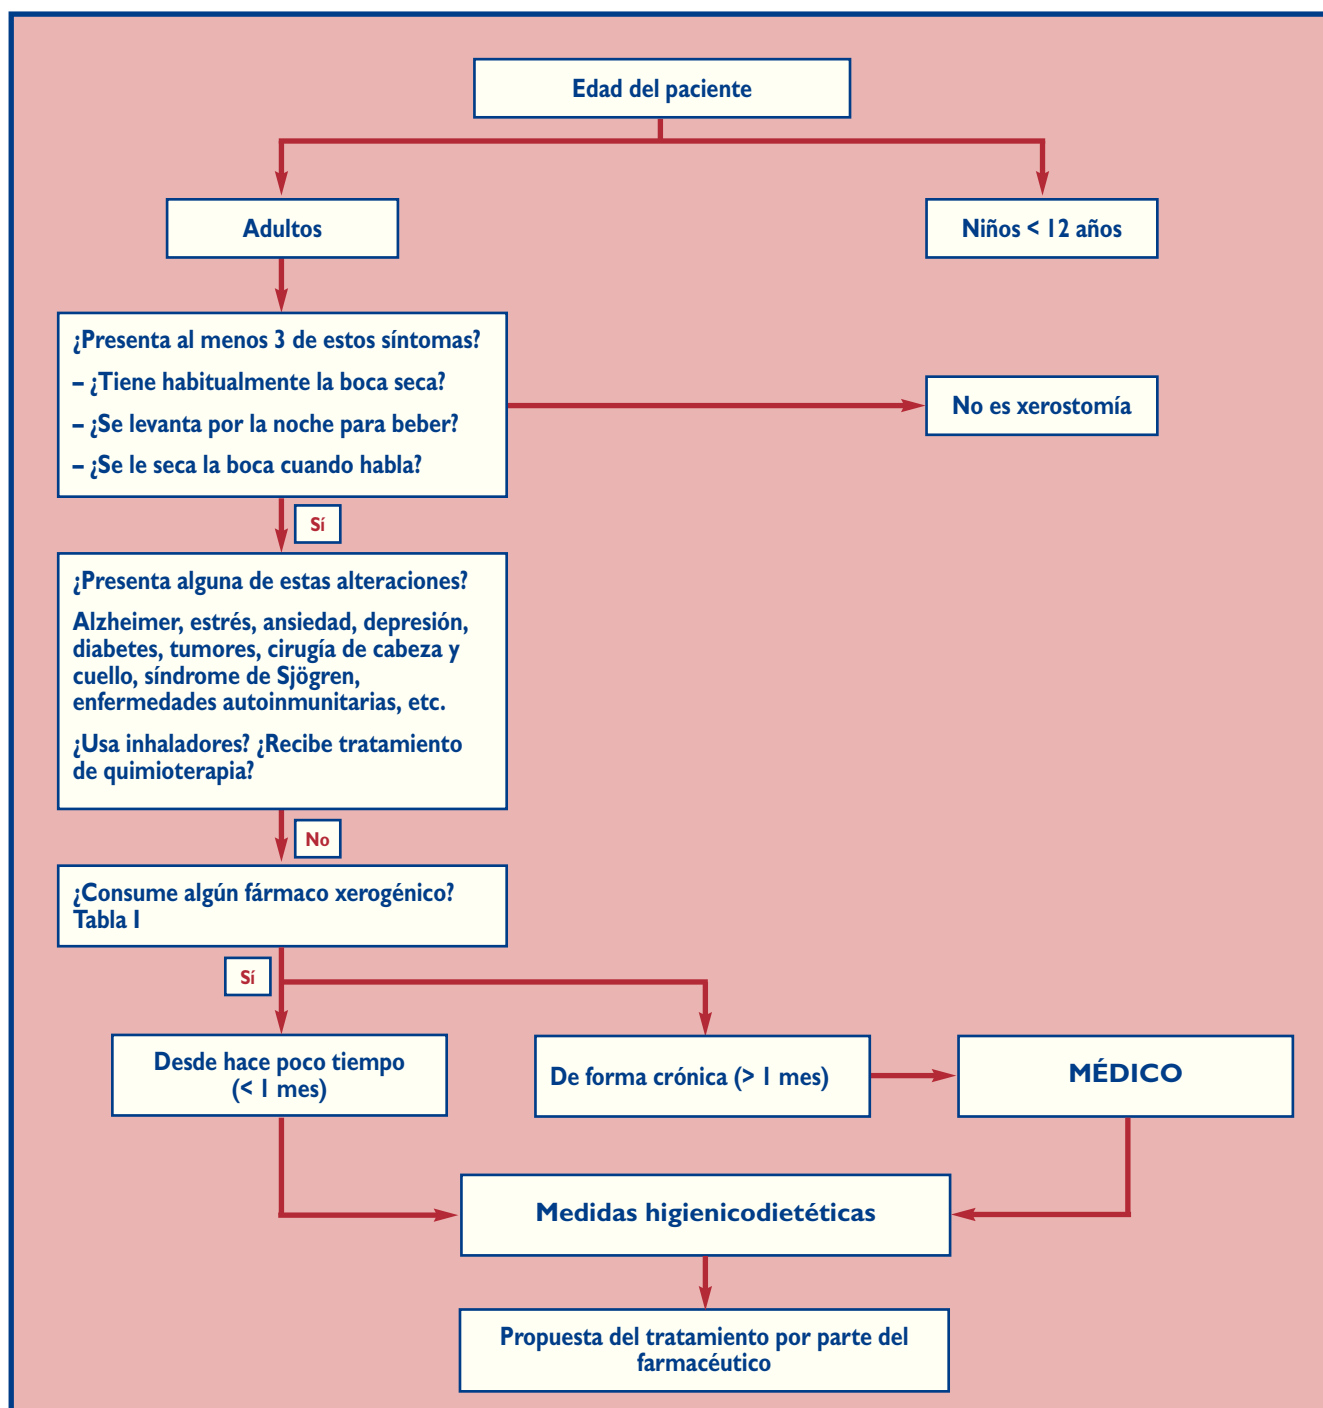 Edad del paciente
Adultos
Niños < 12 años
¿Presenta al menos 3 de estos síntomas?
– ¿Tiene habitualmente la boca seca?
– ¿Se levanta por la noche para beber?
– ¿Se le seca la boca cuando habla?
No es xerostomía
Sí
¿Presenta alguna de estas alteraciones?
Alzheimer, estrés, ansiedad, depresión,
diabetes, tumores, cirugía de cabeza y
cuello, síndrome de Sjögren,
enfermedades autoinmunitarias, etc.
¿Usa inhaladores? ¿Recibe tratamiento
de quimioterapia?
No
¿Consume algún fármaco xerogénico?
Tabla I
Sí
Desde hace poco tiempo
(< 1 mes)
De forma crónica (> 1 mes)
MÉDICO
Medidas higienicodietéticas
Propuesta del tratamiento por parte del
farmacéutico